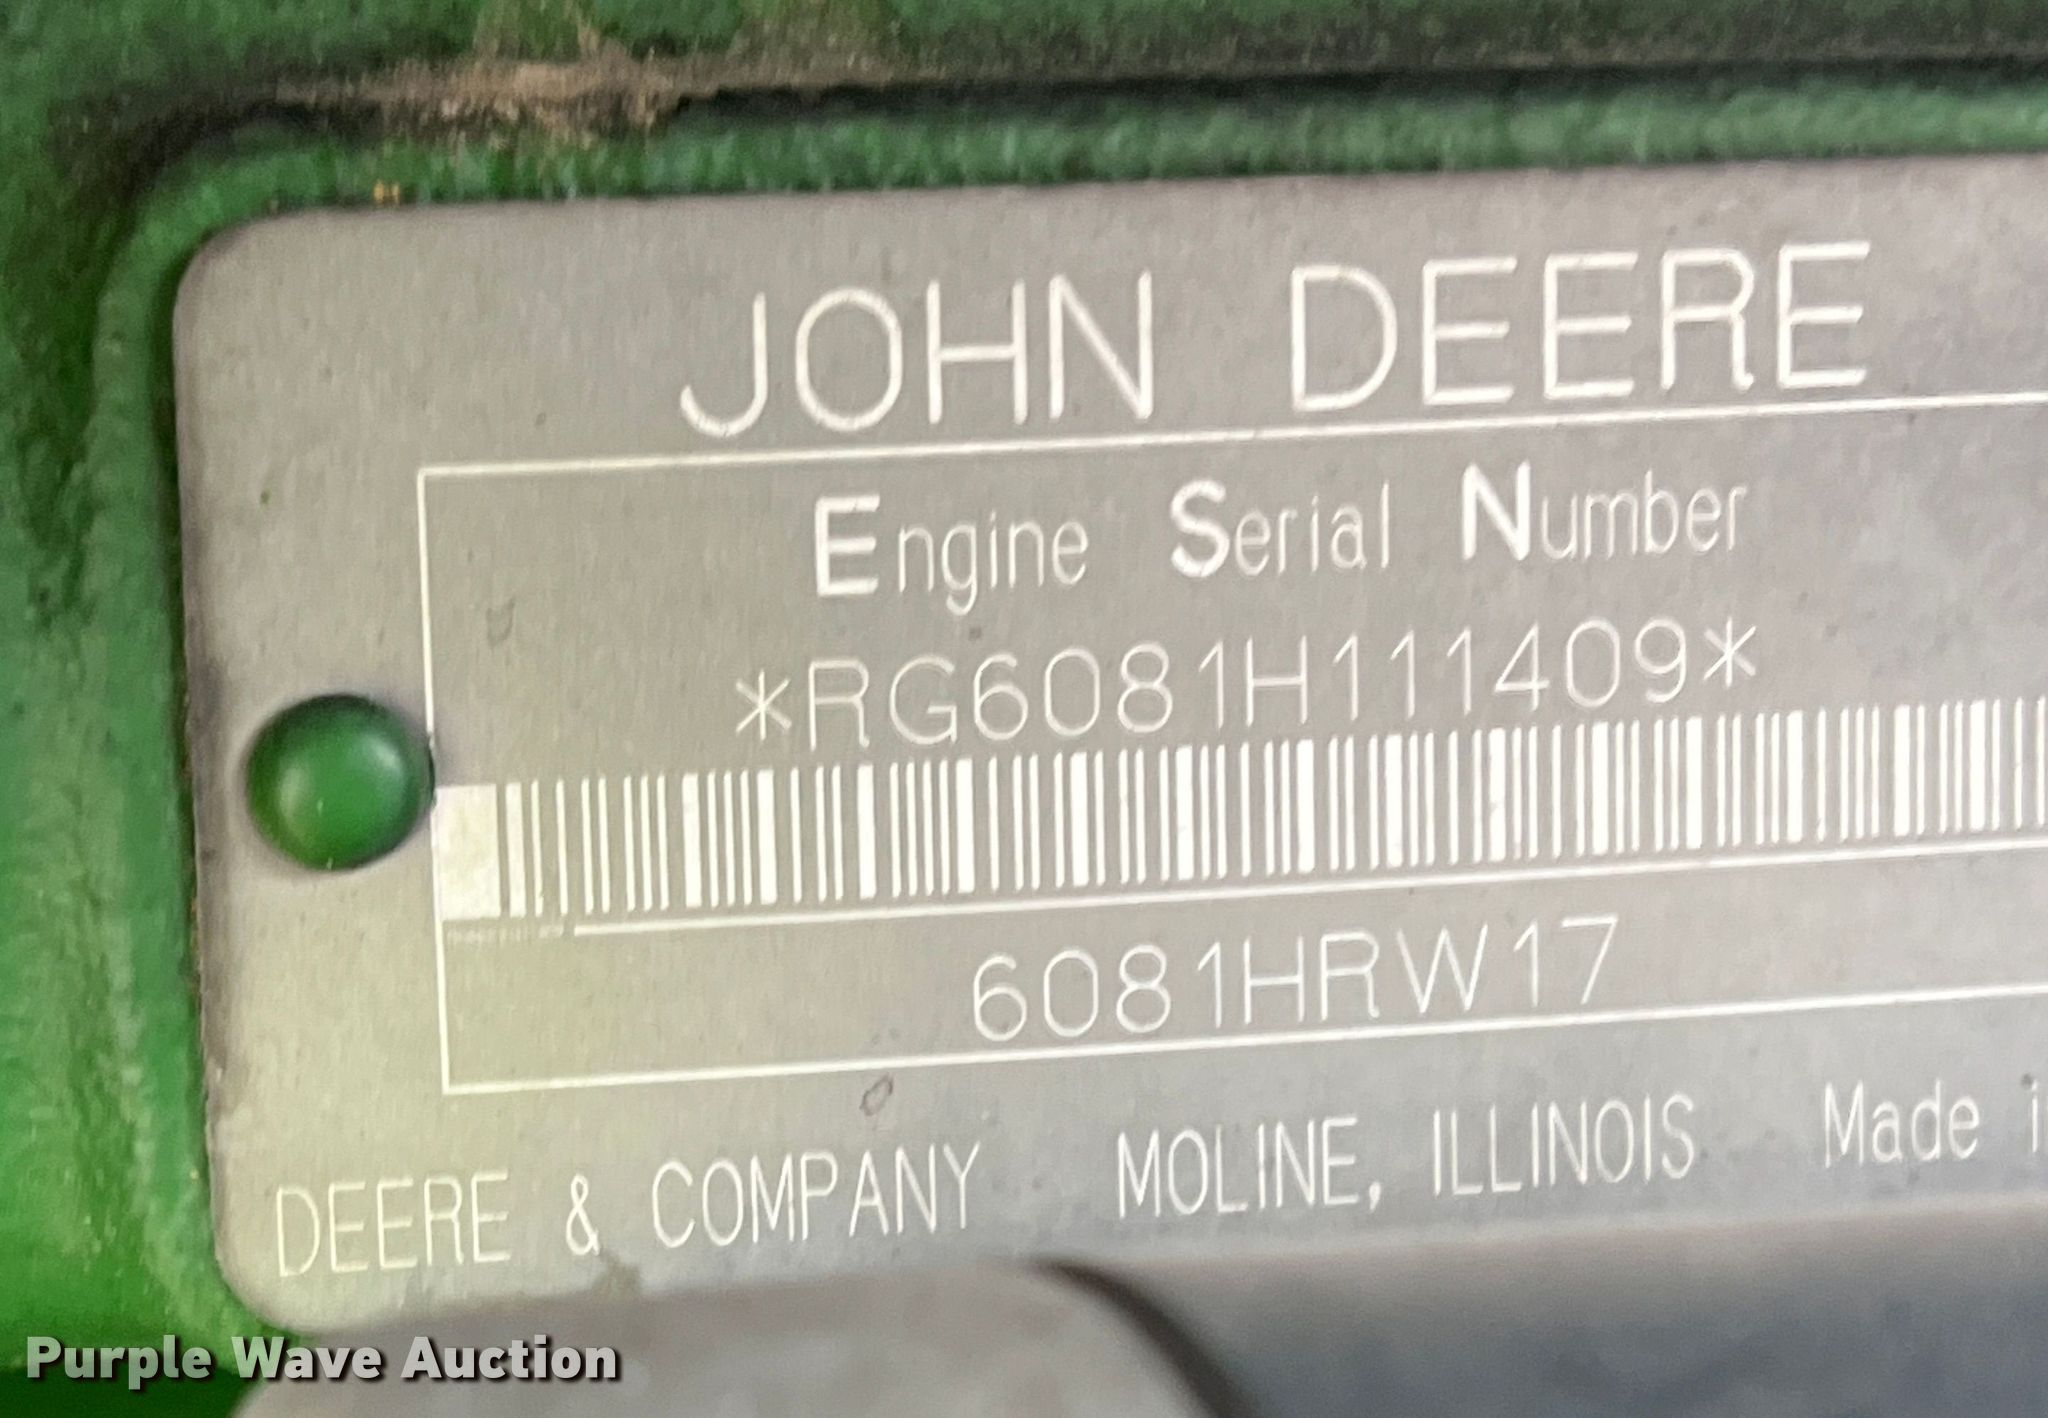 JOHN DEERE
Engine Serial Number
*RG6081H111409*
6081HRW17
DEERE & COMPANY MOLINE, ILLINOIS Made i
Purple Wave Auction